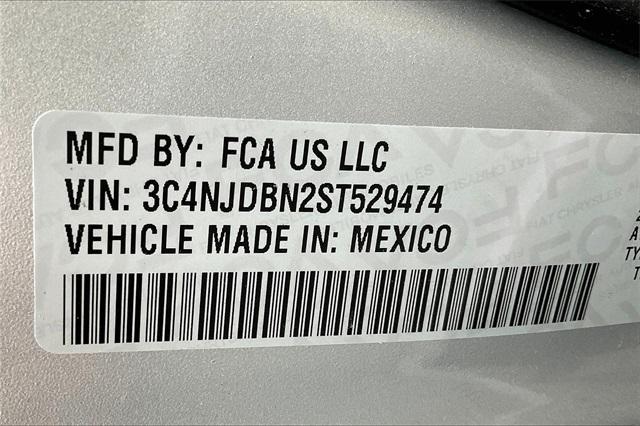 MFD BY: FCA US LLC
VIN: 3C4NJDBN2ST529474
VEHICLE MADE IN: MEXICO